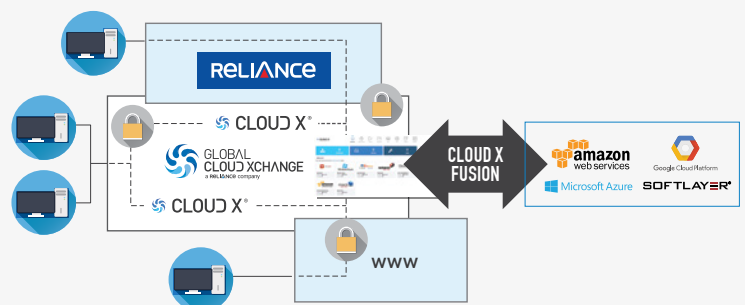 RELIANCE
CLOUD X®
GLOBAL
CLOUD XCHANGE
a RELIANCE company
CLOUD X®
CLOUD X
FUSION
amazon
web services
Google Cloud Platform
Microsoft Azure
SOFTLAYER
WWW